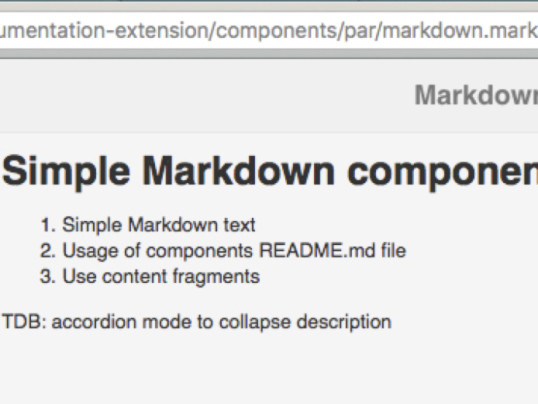 umentation-extension/components/par/markdown.mark
Markdown
Simple Markdown componen
1. Simple Markdown text
2. Usage of components README.md file
3. Use content fragments
TDB: accordion mode to collapse description